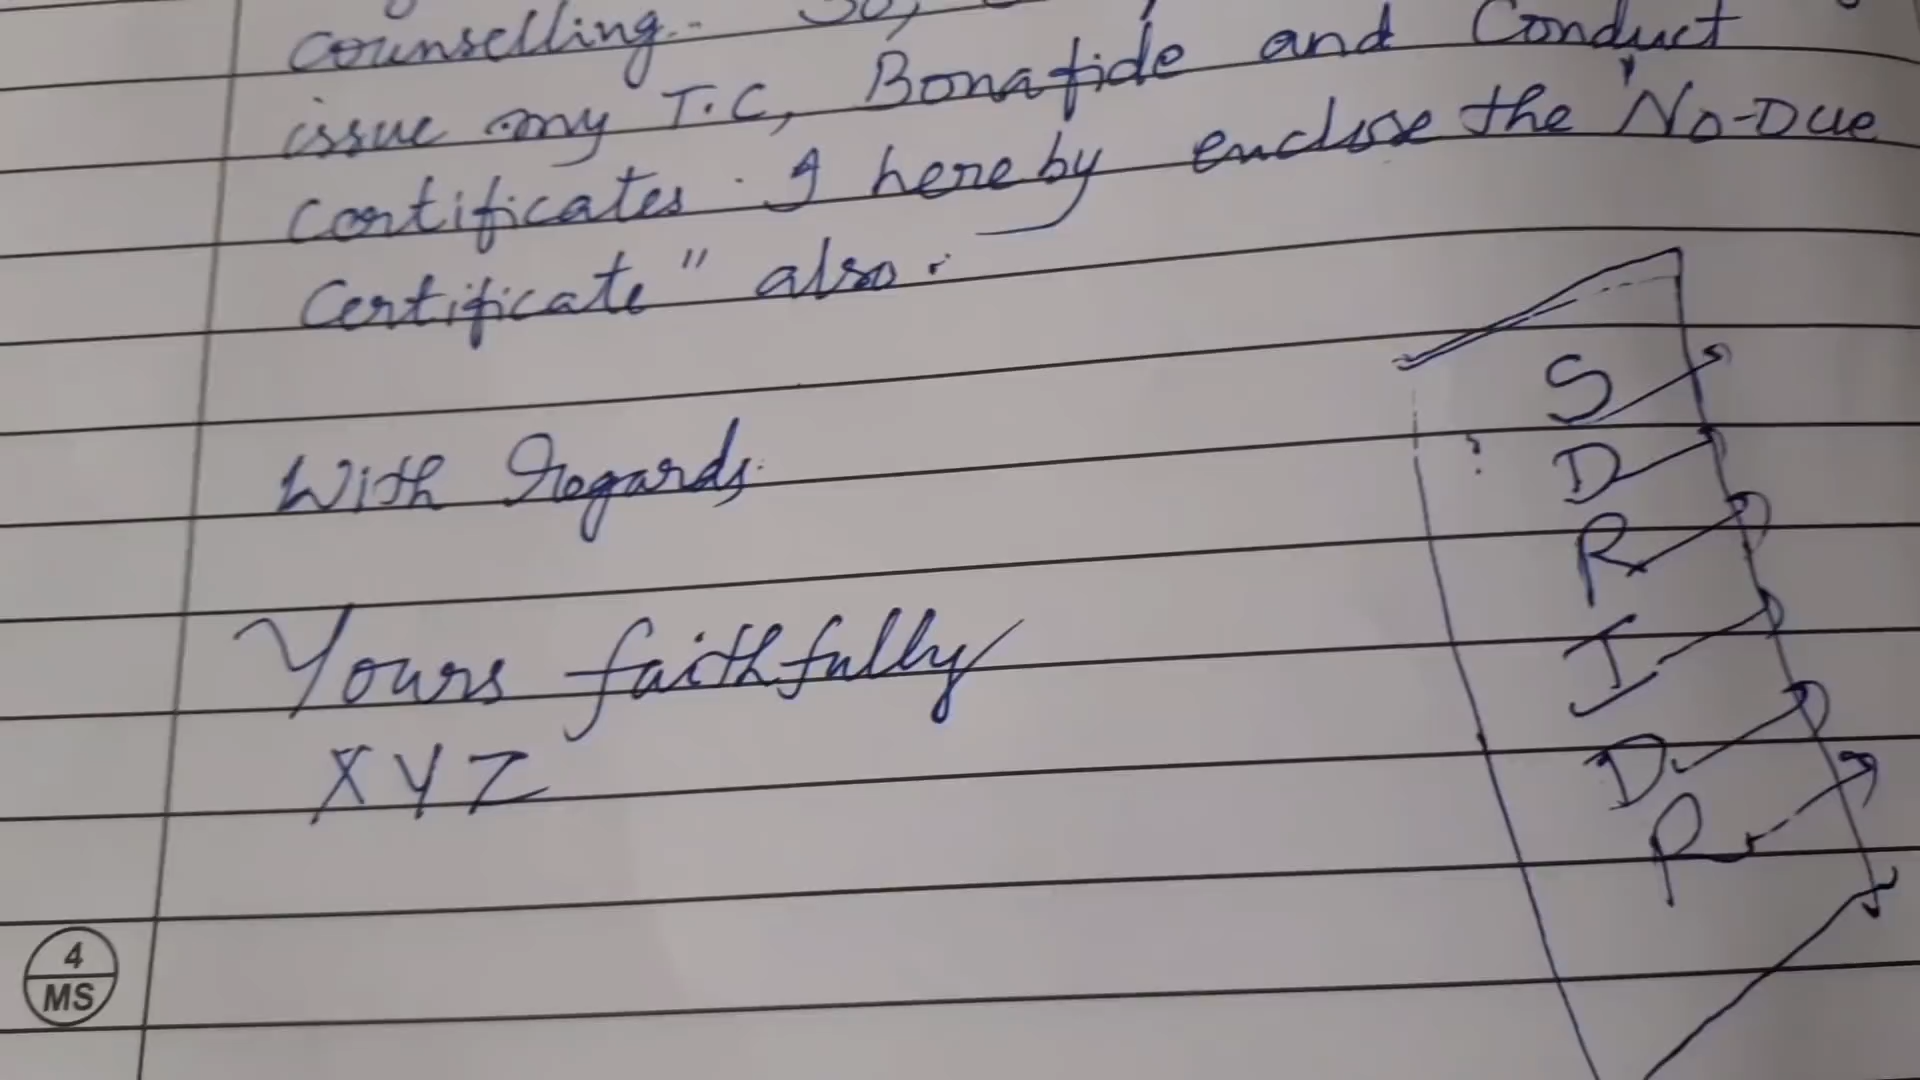 counselling. So,
issue my T.C, Bonafide and Conduct
certificates. I hereby enclose the "No-Due
Certificate" also.
With regards
Yours faithfully
XYZ
S
D
R
I
D
P
4
MS